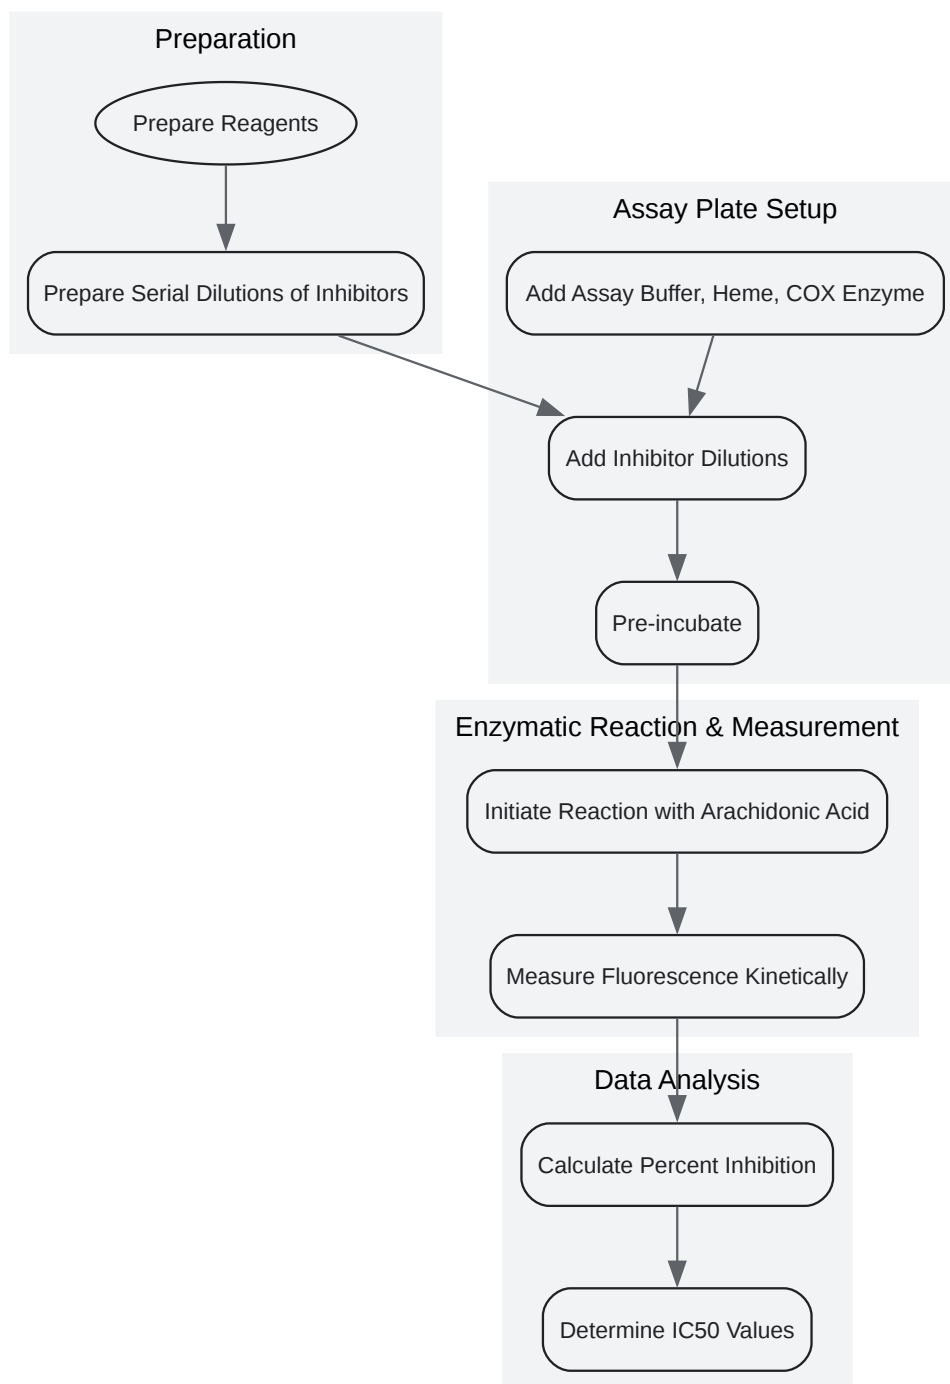 Preparation
Prepare Reagents
Prepare Serial Dilutions of Inhibitors
Assay Plate Setup
Add Assay Buffer, Heme, COX Enzyme
Add Inhibitor Dilutions
Pre-incubate
Enzymatic Reaction & Measurement
Initiate Reaction with Arachidonic Acid
Measure Fluorescence Kinetically
Data Analysis
Calculate Percent Inhibition
Determine IC50 Values